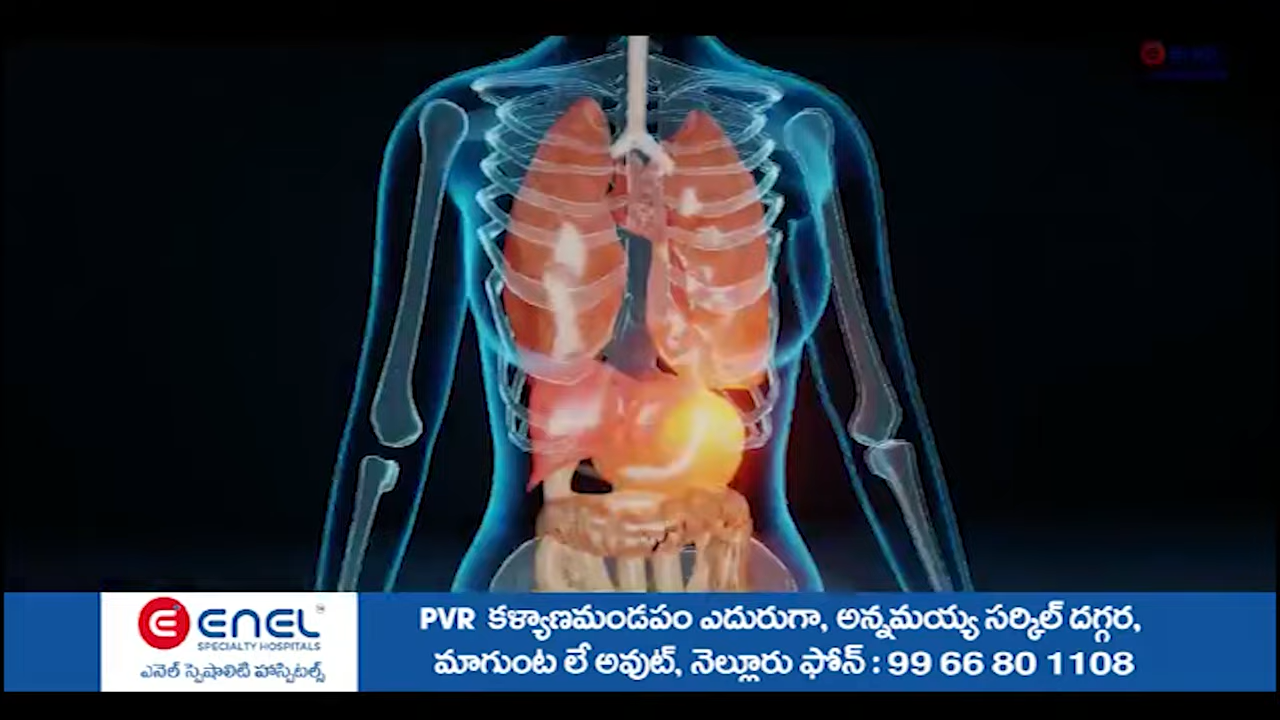 ENEL
ENEL
SPECIALTY HOSPITALS
ఎనెల్ స్పెషాలిటి హాస్పిటల్స్
PVR కళ్యాణమండపం ఎదురుగా, అన్నమయ్య సర్కిల్ దగ్గర,
మాగుంట లే అవుట్, నెల్లూరు ఫోన్ : 99 66 80 1108